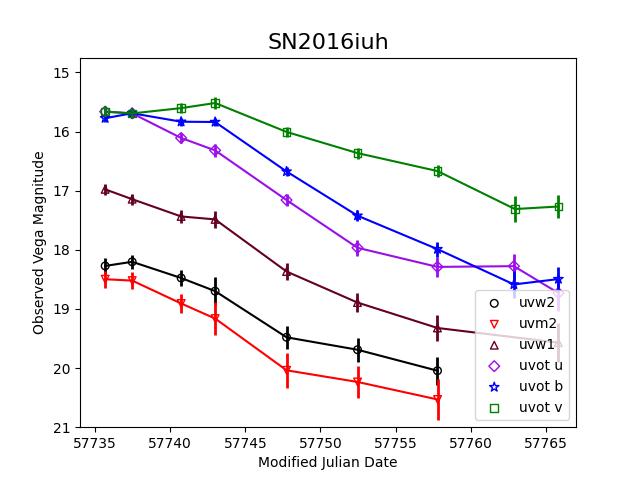 SN2016iuh
15
16
17
18
19
20
21
Observed Vega Magnitude
57735 57740 57745 57750 57755 57760 57765
Modified Julian Date
uvw2
uvm2
uvw1
uvot u
uvot b
uvot v